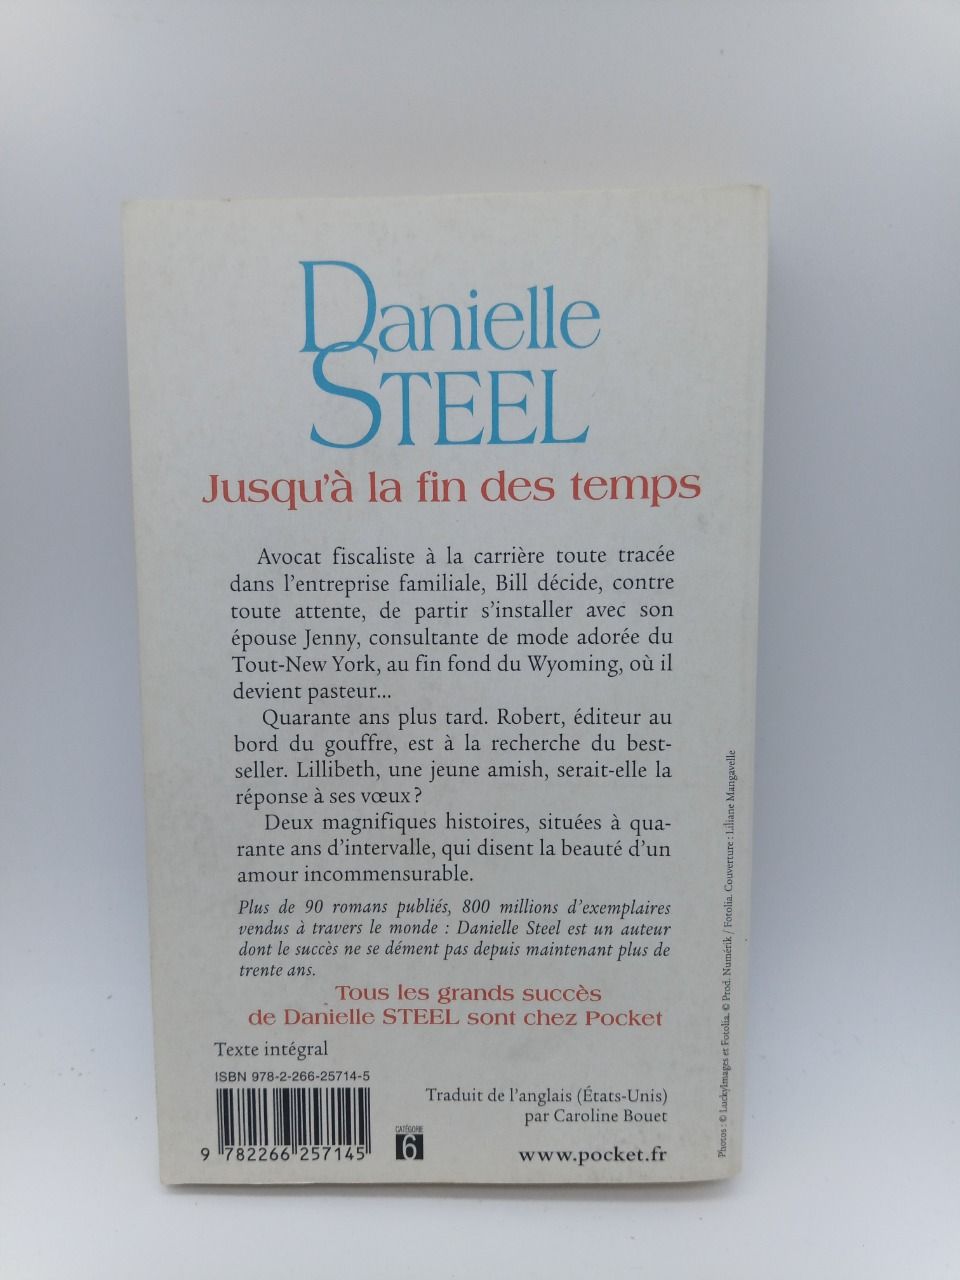 Danielle
STEEL
Jusqu'à la fin des temps
Avocat fiscaliste à la carrière toute tracée
dans l'entreprise familiale, Bill décide, contre
toute attente, de partir s'installer avec son
épouse Jenny, consultante de mode adorée du
Tout-New York, au fin fond du Wyoming, où il
devient pasteur...
Quarante ans plus tard. Robert, éditeur au
bord du gouffre, est à la recherche du best-
seller. Lillibeth, une jeune amish, serait-elle la
réponse à ses vœux ?
Deux magnifiques histoires, situées à qua-
rante ans d'intervalle, qui disent la beauté d'un
amour incommensurable.
Plus de 90 romans publiés, 800 millions d'exemplaires
vendus à travers le monde : Danielle Steel est un auteur
dont le succès ne se dément pas depuis maintenant plus de
trente ans.
Tous les grands succès
de Danielle STEEL sont chez Pocket
Texte intégral
ISBN 978-2-266-25714-5
9 782266 257145
CATÉGORIE
6
Traduit de l'anglais (États-Unis)
par Caroline Bouet
www.pocket.fr
Photos : © LuckyImages et Fotolia. © Prod. Numérik / Fotolia. Couverture : Liliane Mangavelle